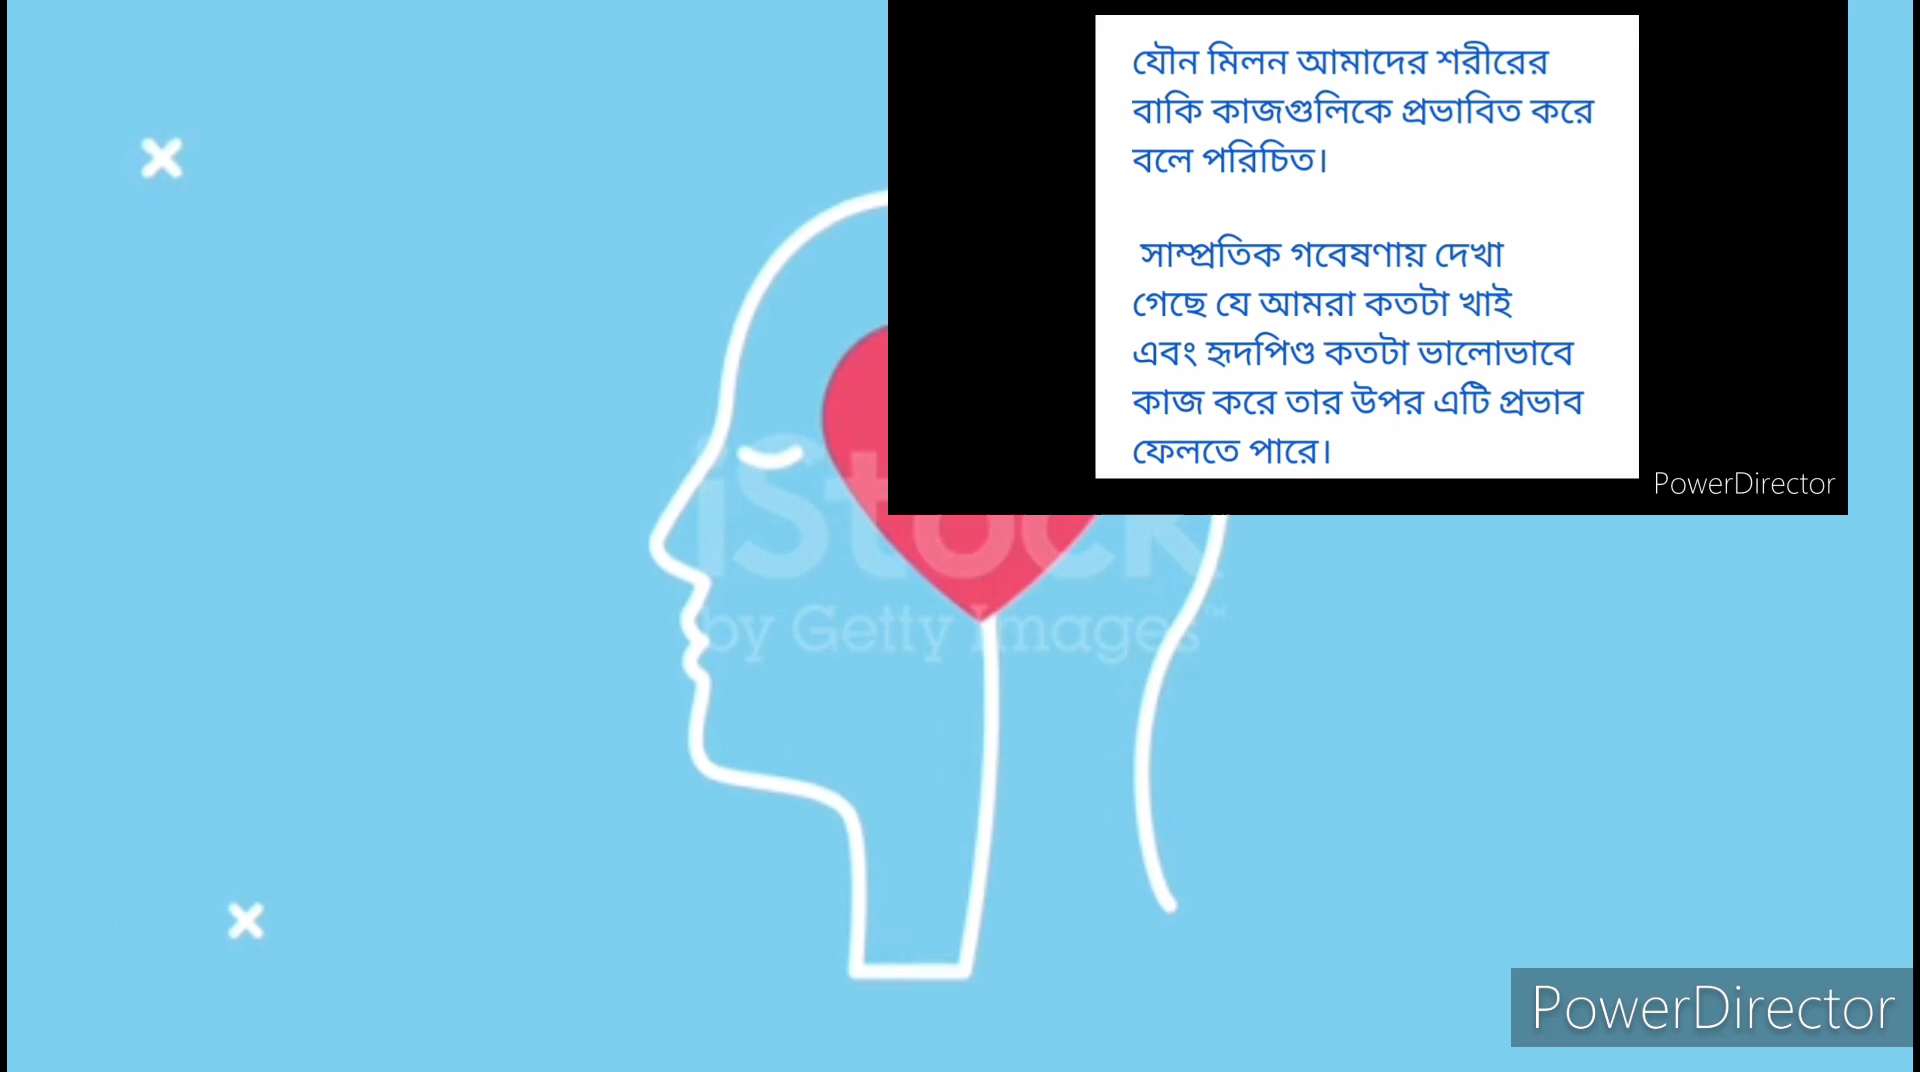 যৌন মিলন আমাদের শরীরের
বাকি কাজগুলিকে প্রভাবিত করে
বলে পরিচিত।
সাম্প্রতিক গবেষণায় দেখা
গেছে যে আমরা কতটা খাই
এবং হৃদপিণ্ড কতটা ভালোভাবে
কাজ করে তার উপর এটি প্রভাব
ফেলতে পারে।
PowerDirector
iStock
by Getty Images™
PowerDirector